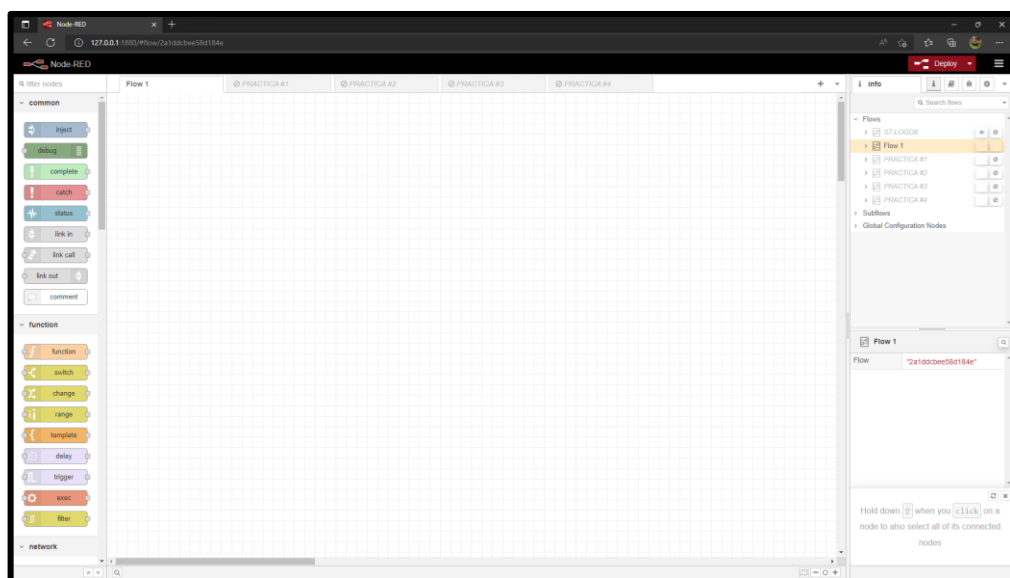 Node-RED
127.0.0.1:1880/#flow/2a1ddcbee58d184e
Node-RED
Deploy
filter nodes
common
inject
debug
complete
catch
status
link in
link call
link out
comment
function
function
switch
change
range
template
delay
trigger
exec
filter
network
Flow 1
PRACTICA #1
PRACTICA #2
PRACTICA #3
PRACTICA #4
info
Search flows
Flows
S7-LOGO8
Flow 1
PRACTICA #1
PRACTICA #2
PRACTICA #3
PRACTICA #4
Subflows
Global Configuration Nodes
Flow 1
Flow "2a1ddcbee58d184e"
Hold down when you click on a
node to also select all of its connected
nodes